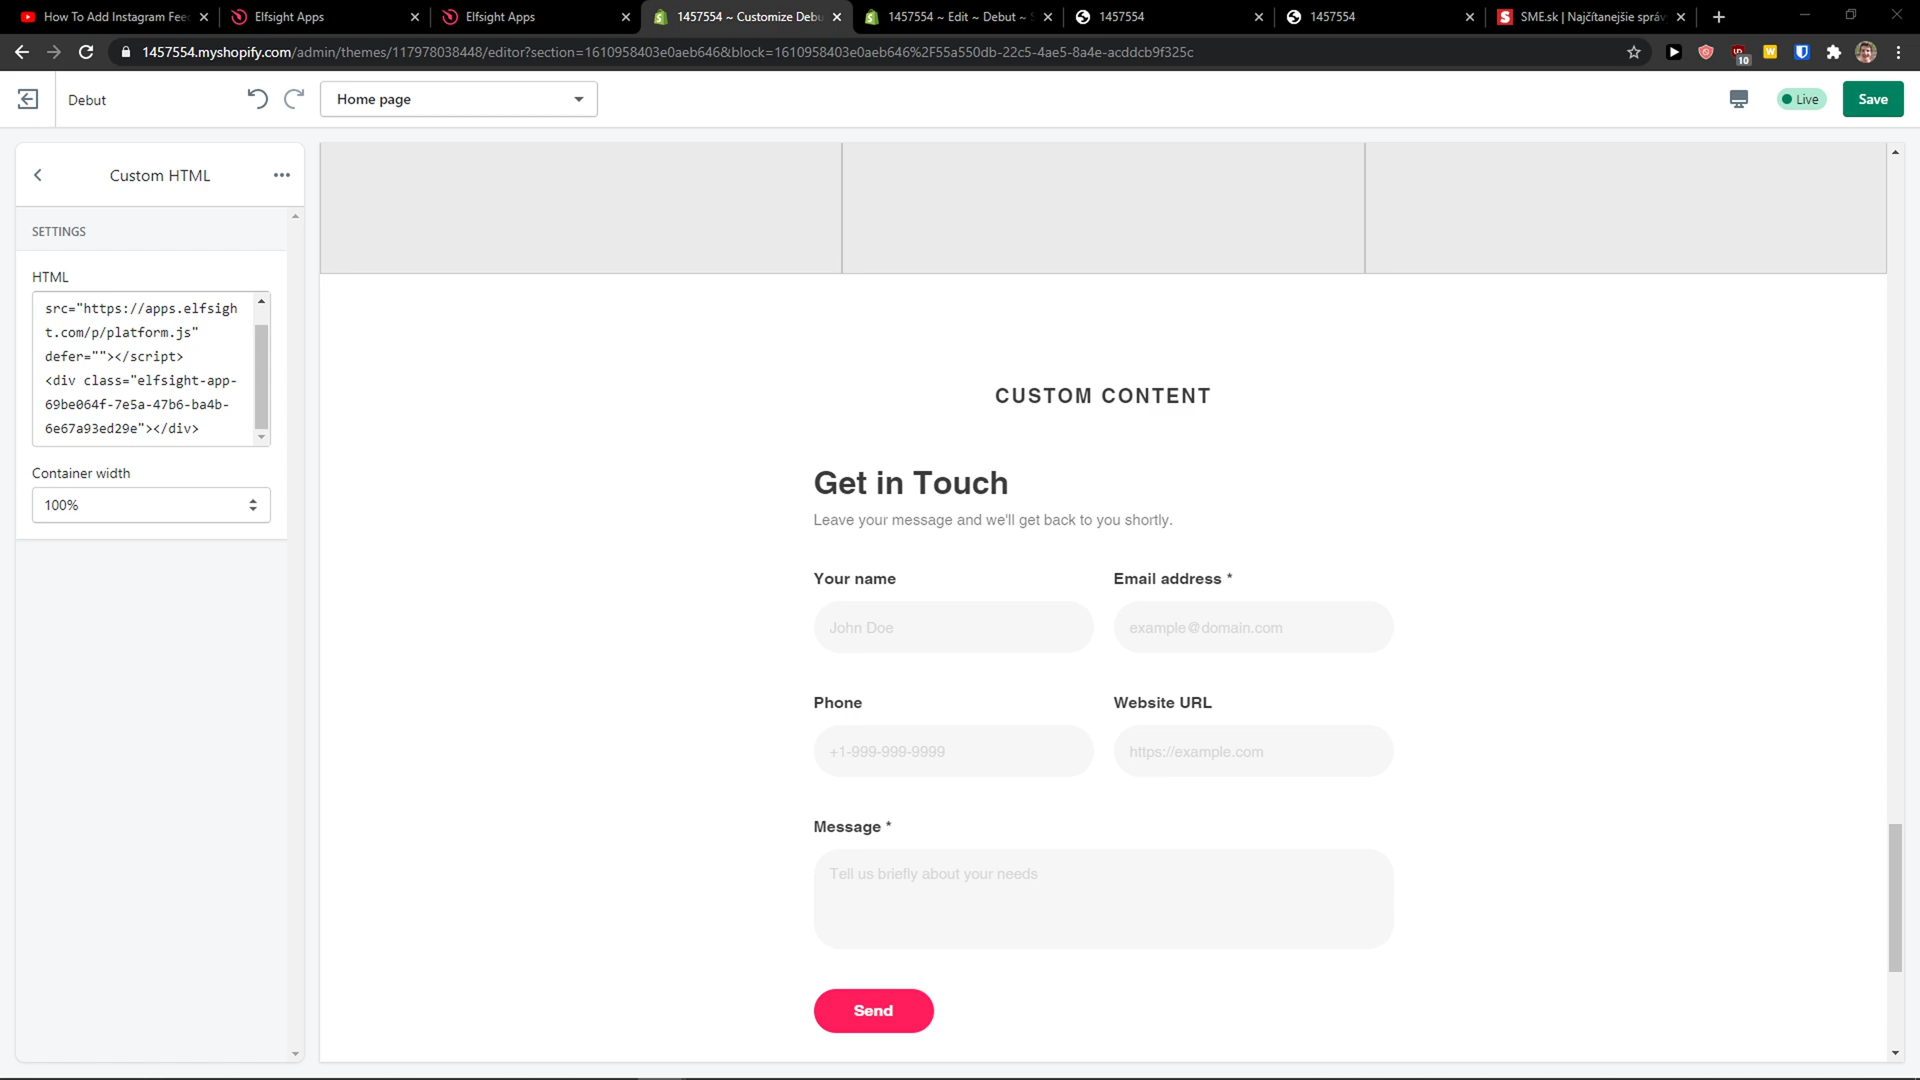 How To Add Instagram Fee
Elfsight Apps
Elfsight Apps
1457554 ~ Customize Debu
1457554 ~ Edit ~ Debut ~ S
1457554
1457554
S SME.sk | Najčítanejšie správ
1457554.myshopify.com/admin/themes/117978038448/editor?section=1610958403e0aeb646&block=1610958403e0aeb646%2F55a550db-22c5-4ae5-8a4e-acddcb9f325c
10
W
Debut
Home page
Live
Save
Custom HTML
SETTINGS
HTML
src="https://apps.elfsigh
t.com/p/platform.js"
defer=""></script>
<div class="elfsight-app-
69be064f-7e5a-47b6-ba4b-
6e67a93ed29e"></div>
Container width
100%
CUSTOM CONTENT
Get in Touch
Leave your message and we'll get back to you shortly.
Your name
Email address *
John Doe
example@domain.com
Phone
Website URL
+1-999-999-9999
https://example.com
Message *
Tell us briefly about your needs
Send